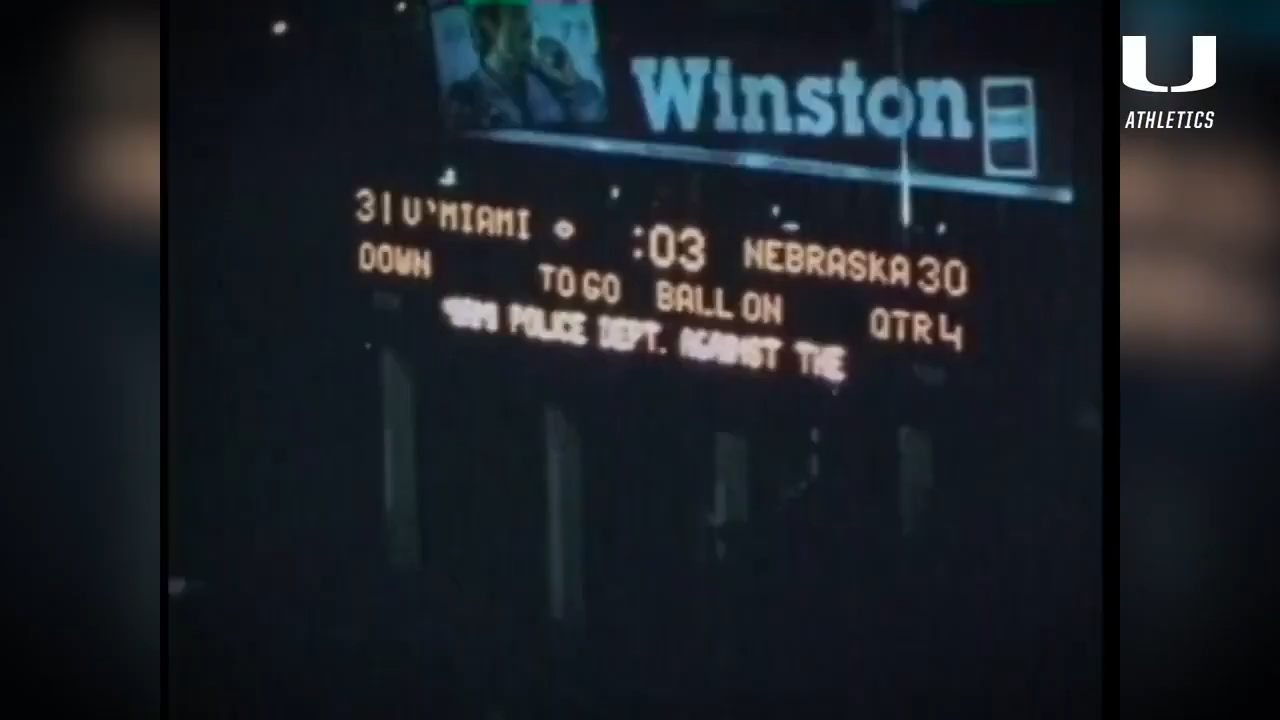 U
ATHLETICS
Winston
31 U'MIAMI :03 NEBRASKA 30
DOWN TO GO BALL ON QTR 4
POLICE DEPT. AGAINST THE